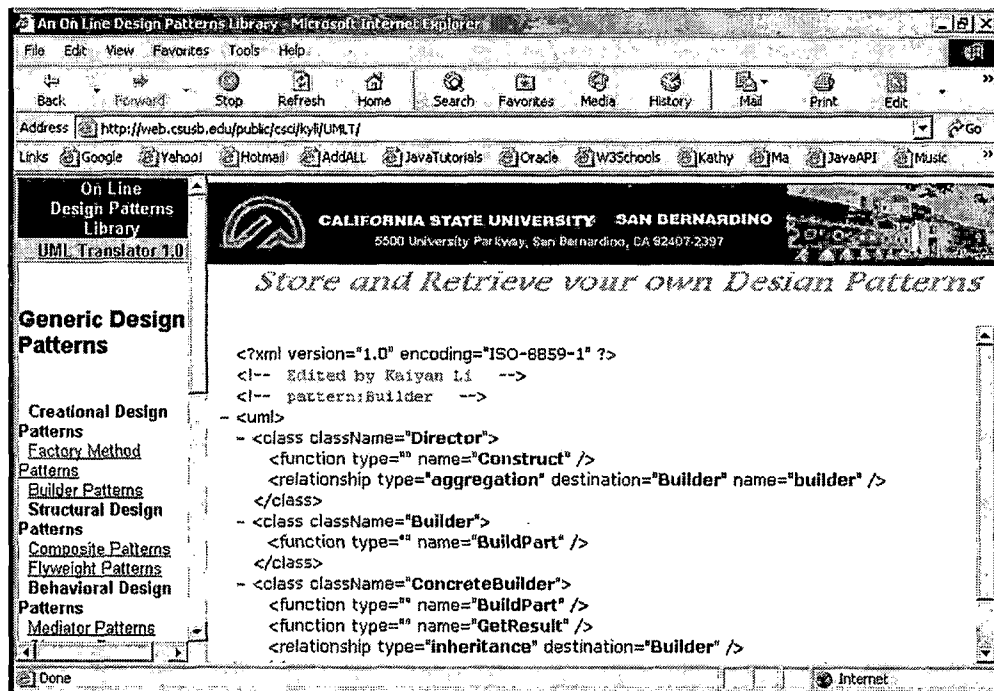 An On Line Design Patterns Library - Microsoft Internet Explorer
File Edit View Favorites Tools Help
Back Forward Stop Refresh Home Search Favorites Media History Mail Print Edit »
Address http://web.csusb.edu/public/csci/kyli/UMLT/ Go
Links Google Yahoo! Hotmail AddALL JavaTutorials Oracle W3Schools Kathy Ma JavaAPI Music »
On Line
Design Patterns
Library
UML Translator 1.0
Generic Design
Patterns
Creational Design
Patterns
Factory Method
Patterns
Builder Patterns
Structural Design
Patterns
Composite Patterns
Flyweight Patterns
Behavioral Design
Patterns
Mediator Patterns
CALIFORNIA STATE UNIVERSITY SAN BERNARDINO
5500 University Parkway, San Bernardino, CA 92407-2397
Store and Retrieve your own Design Patterns
<?xml version="1.0" encoding="ISO-8859-1" ?>
<!-- Edited by Kaiyan Li -->
<!-- pattern:Builder -->
- <uml>
- <class className="Director">
<function type="" name="Construct" />
<relationship type="aggregation" destination="Builder" name="builder" />
</class>
- <class className="Builder">
<function type="" name="BuildPart" />
</class>
- <class className="ConcreteBuilder">
<function type="" name="BuildPart" />
<function type="" name="GetResult" />
<relationship type="inheritance" destination="Builder" />
Done Internet